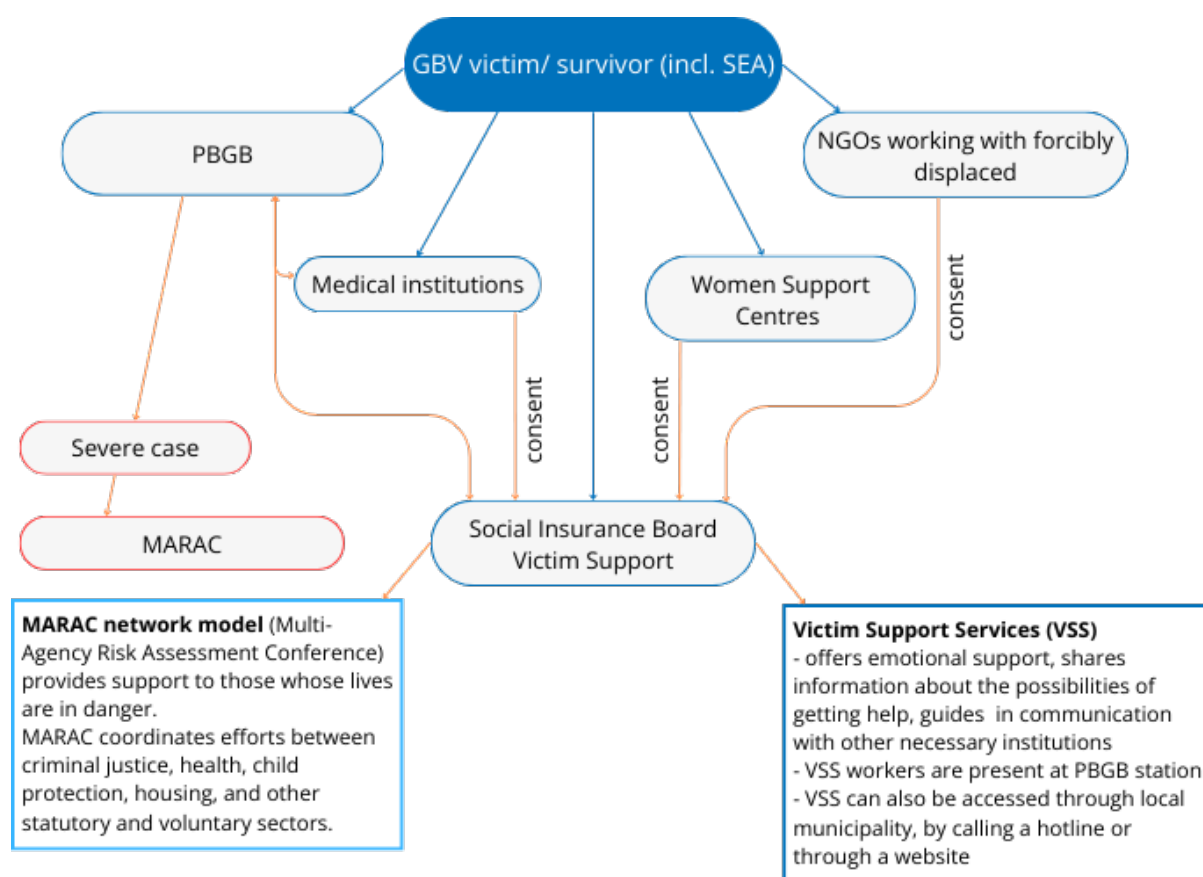 GBV victim/ survivor (incl. SEA)
PBGB
NGOs working with forcibly
displaced
Medical institutions
Women Support
Centres
consent
consent
consent
Severe case
MARAC
Social Insurance Board
Victim Support
MARAC network model (Multi-
Agency Risk Assessment Conference)
provides support to those whose lives
are in danger.
MARAC coordinates efforts between
criminal justice, health, child
protection, housing, and other
statutory and voluntary sectors.
Victim Support Services (VSS)
- offers emotional support, shares
information about the possibilities of
getting help, guides  in communication
with other necessary institutions
- VSS workers are present at PBGB station
- VSS can also be accessed through local
municipality, by calling a hotline or
through a website